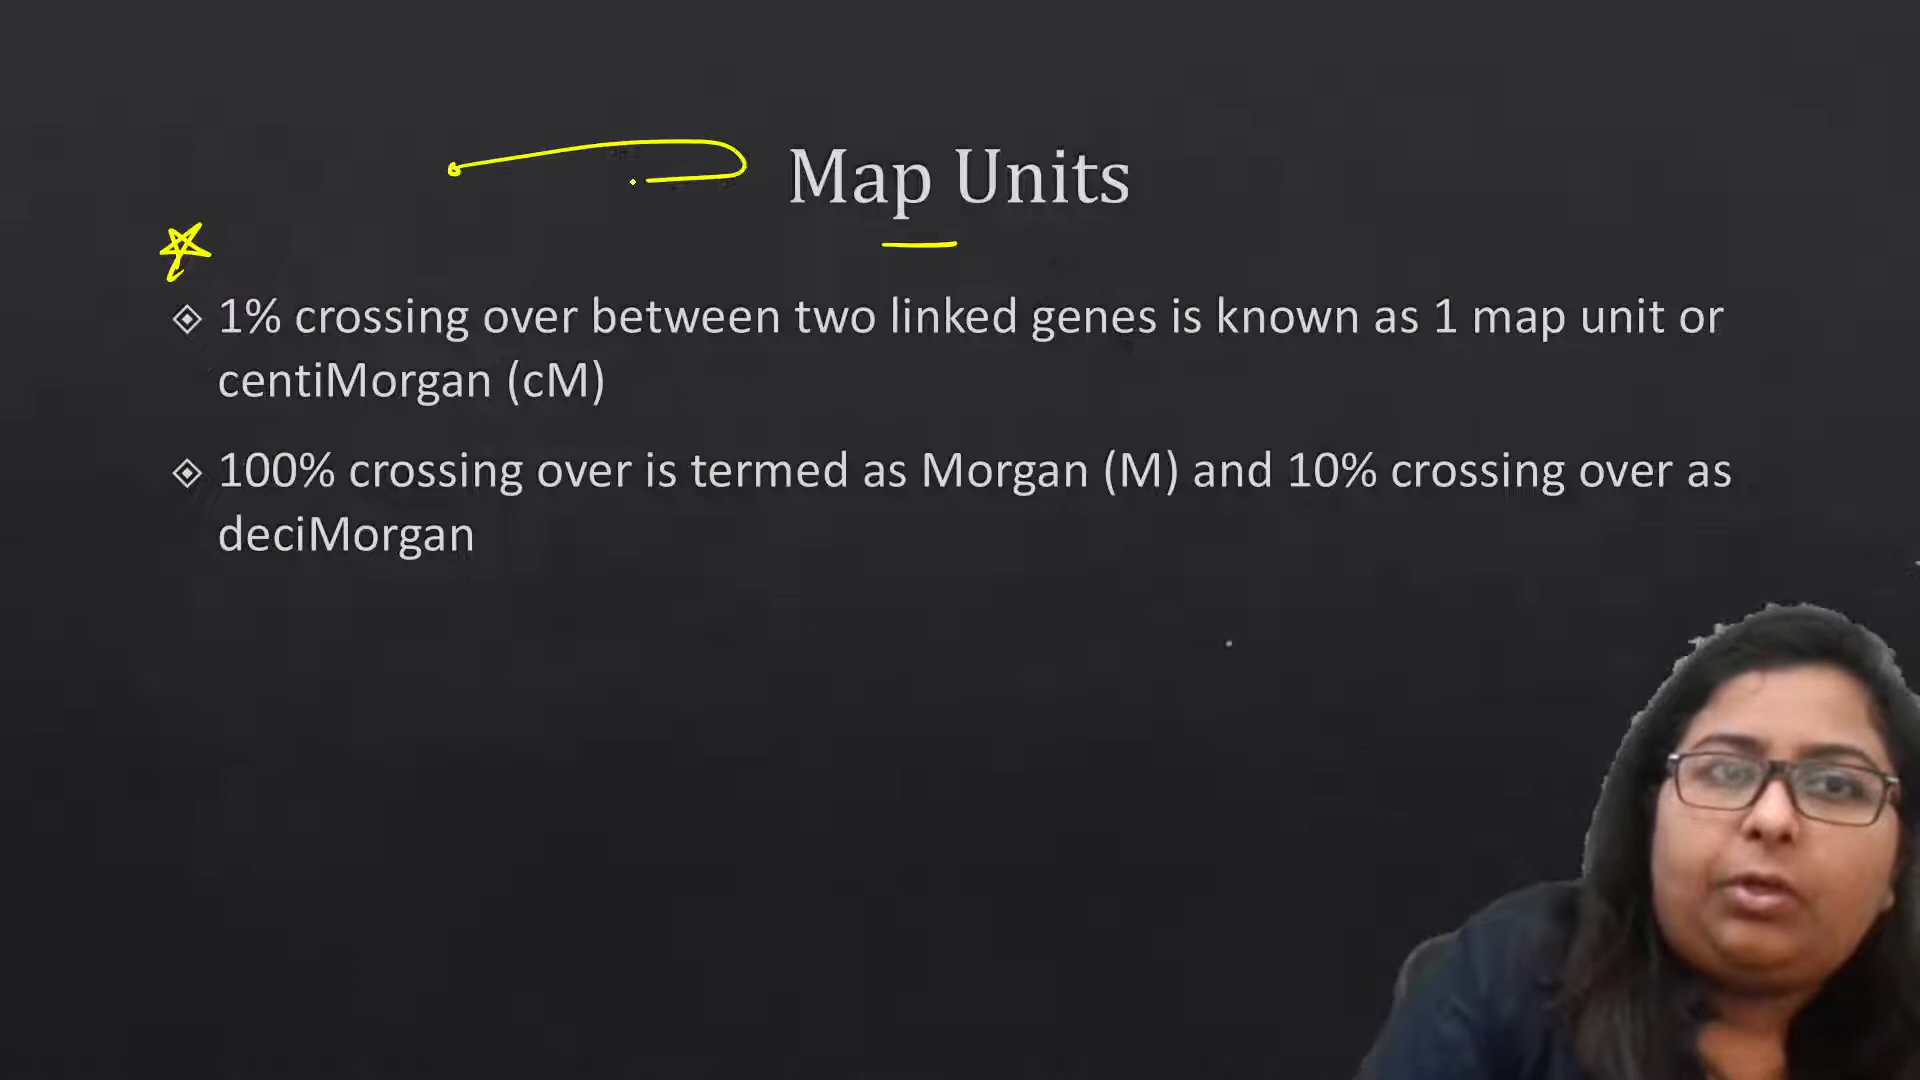 Map Units
1% crossing over between two linked genes is known as 1 map unit or
centiMorgan (cM)
100% crossing over is termed as Morgan (M) and 10% crossing over as
deciMorgan